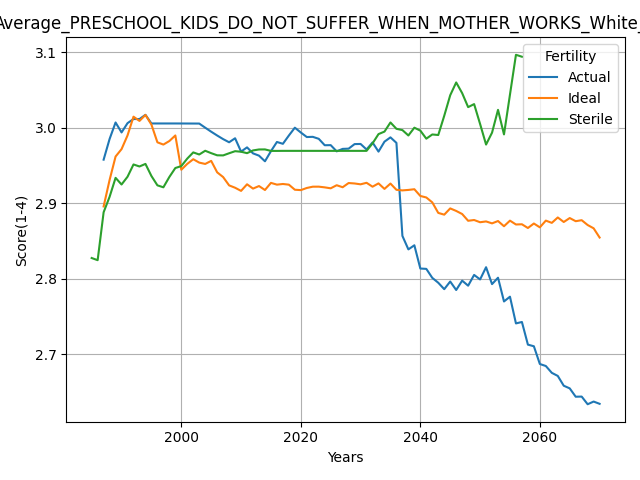 Average_PRESCHOOL_KIDS_DO_NOT_SUFFER_WHEN_MOTHER_WORKS_White_
3.1
3.0
2.9
2.8
2.7
Score(1-4)
Fertility
Actual
Ideal
Sterile
2000
2020
2040
2060
Years